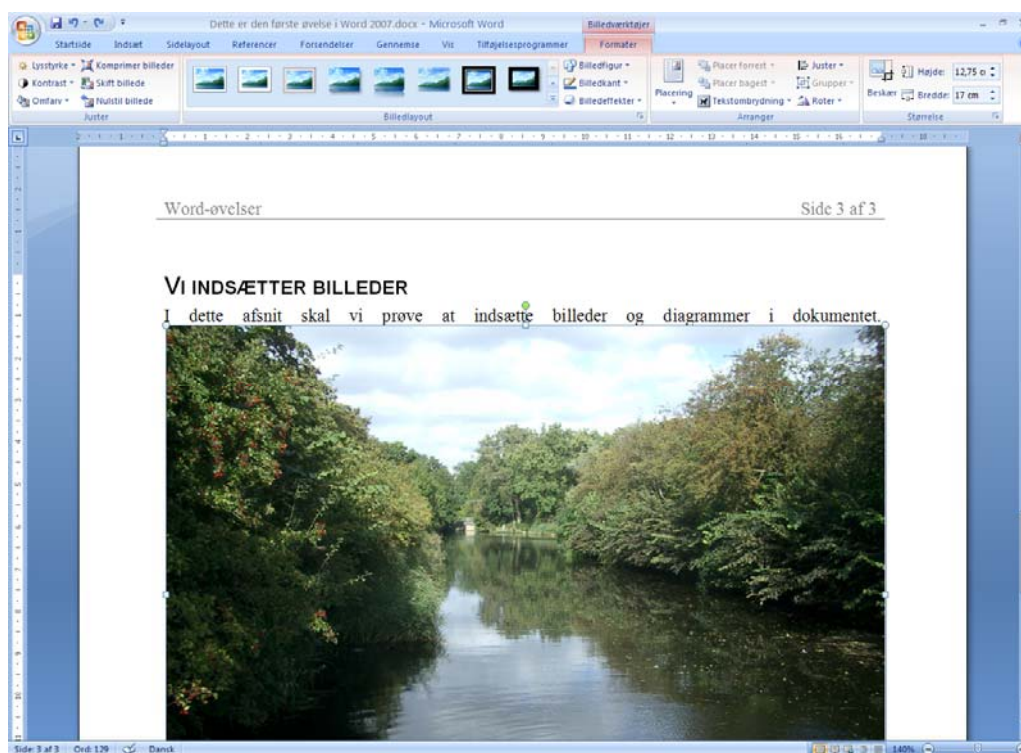 Dette er den første øvelse i Word 2007.docx - Microsoft Word
Billedværktøjer
Startside Indsæt Sidelayout Referencer Forsendelser Gennemse Vis Tilføjelsesprogrammer Formater
Lysstyrke Komprimer billeder
Kontrast Skift billede
Omfarv Nulstil billede
Juster
Billedlayout
Billedfigur
Billedkant
Billedeffekter
Placering
Placer forrest
Placer bagest
Tekstombrydning
Juster
Grupper
Roter
Arranger
Beskær
Højde: 12,75 c
Bredde: 17 cm
Størrelse
Word-øvelser Side 3 af 3
VI INDSÆTTER BILLEDER
I dette afsnit skal vi prøve at indsætte billeder og diagrammer i dokumentet.
Side: 3 af 3 Ord: 129 Dansk 140%